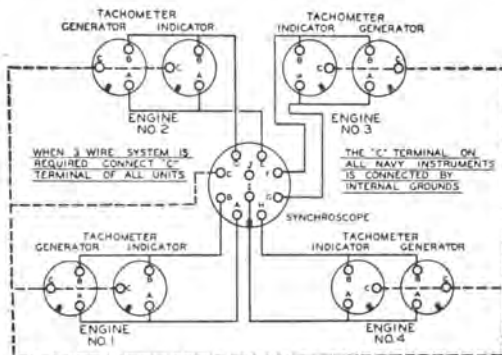 TACHOMETER
GENERATOR INDICATOR
C B A B C A
ENGINE
NO. 2
TACHOMETER
INDICATOR GENERATOR
B C A B C A
ENGINE
NO. 3
WHEN 3 WIRE SYSTEM IS
REQUIRED CONNECT "C"
TERMINAL OF ALL UNITS
THE "C" TERMINAL ON
ALL NAVY INSTRUMENTS
IS CONNECTED BY
INTERNAL GROUNDS
J
C F
I
B G
A H
SYNCHROSCOPE
TACHOMETER
GENERATOR INDICATOR
C B A B C A
ENGINE
NO. 1
TACHOMETER
INDICATOR GENERATOR
B C A B C A
ENGINE
NO. 4